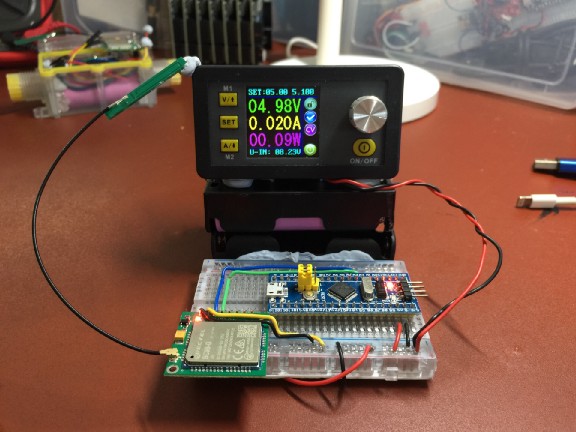 M1
V/⬍
SET
A/⬍
M2
SET:05.00 5.100
04.98V
0.020A
CV
00.09W
U-IN: 08.23V
ON/OFF